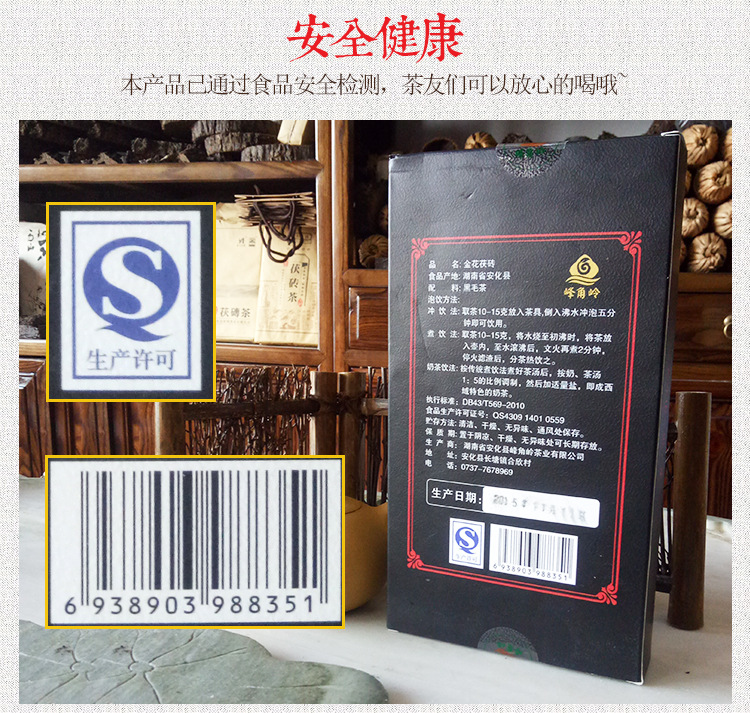 安全健康
本产品已通过食品安全检测，茶友们可以放心的喝哦~
S
生产许可
6 938903 988351
茯砖茶
茯砖茶
峰角岭
品 名: 金花茯砖
食品产地: 湖南省安化县
配 料: 黑毛茶
泡饮方法:
冲 饮 法: 取茶10-15克放入茶具,倒入沸水冲泡五分
钟即可饮用。
煮 饮 法: 取茶10-15克，将水烧至初沸时，将茶放
入壶内，至水滚沸后，文火再煮2分钟，
停火滤渣后，分茶热饮之。
奶茶饮法: 按传统煮饮法煮好茶汤后，按奶、茶汤
1：5的比例调制，然后加适量盐，即成西
域特色的奶茶。
执行标准: DB43/T569-2010
食品生产许可证号: QS4309 1401 0559
贮存方法: 清洁、干燥、无异味、通风处保存。
保 质 期: 置于阴凉、干燥、无异味处可长期存放。
生 产 商: 湖南省安化县峰角岭茶业有限公司
地 址: 安化县长塘镇合欣村
电 话: 0737-7678969
生产日期:
S
生产许可
6 938903 988351